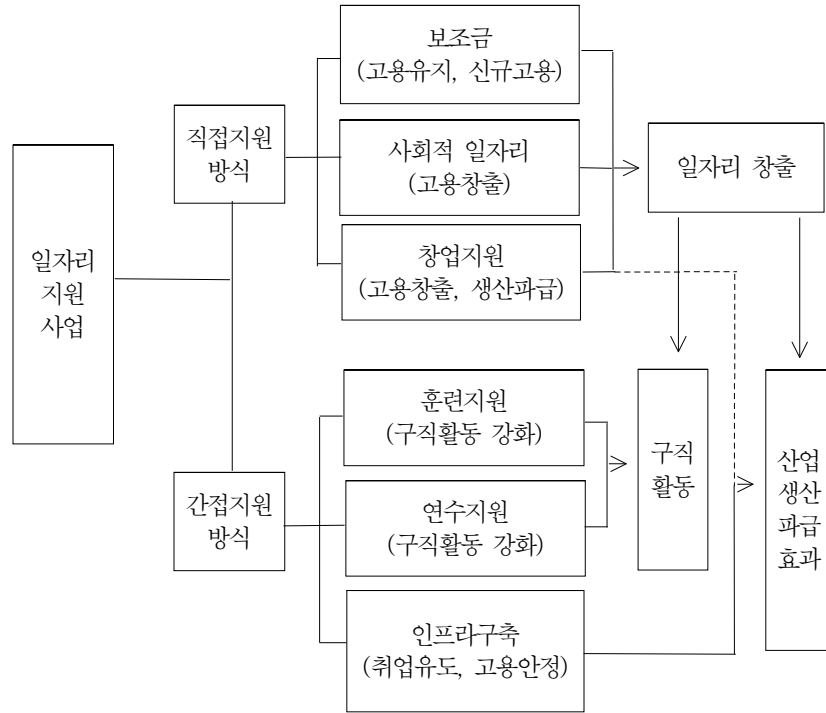 보조금
(고용유지, 신규고용)
직접지원
방식
사회적 일자리
(고용창출)
일자리 창출
일자리
지원
사업
창업지원
(고용창출, 생산파급)
훈련지원
(구직활동 강화)
구직
활동
산업
생산
파급
효과
간접지원
방식
연수지원
(구직활동 강화)
인프라구축
(취업유도, 고용안정)